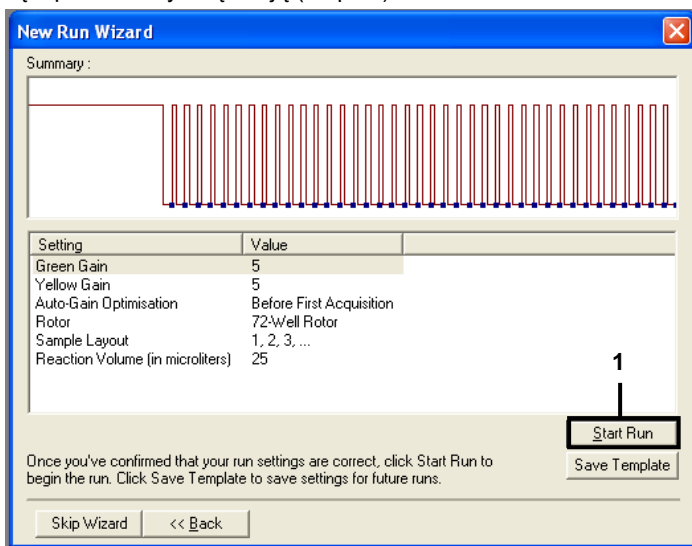 New Run Wizard
Summary :
Setting Value
Green Gain 5
Yellow Gain 5
Auto-Gain Optimisation Before First Acquisition
Rotor 72-Well Rotor
Sample Layout 1, 2, 3, ...
Reaction Volume (in microliters) 25
1
Start Run
Once you've confirmed that your run settings are correct, click Start Run to
begin the run. Click Save Template to save settings for future runs.
Save Template
Skip Wizard << Back